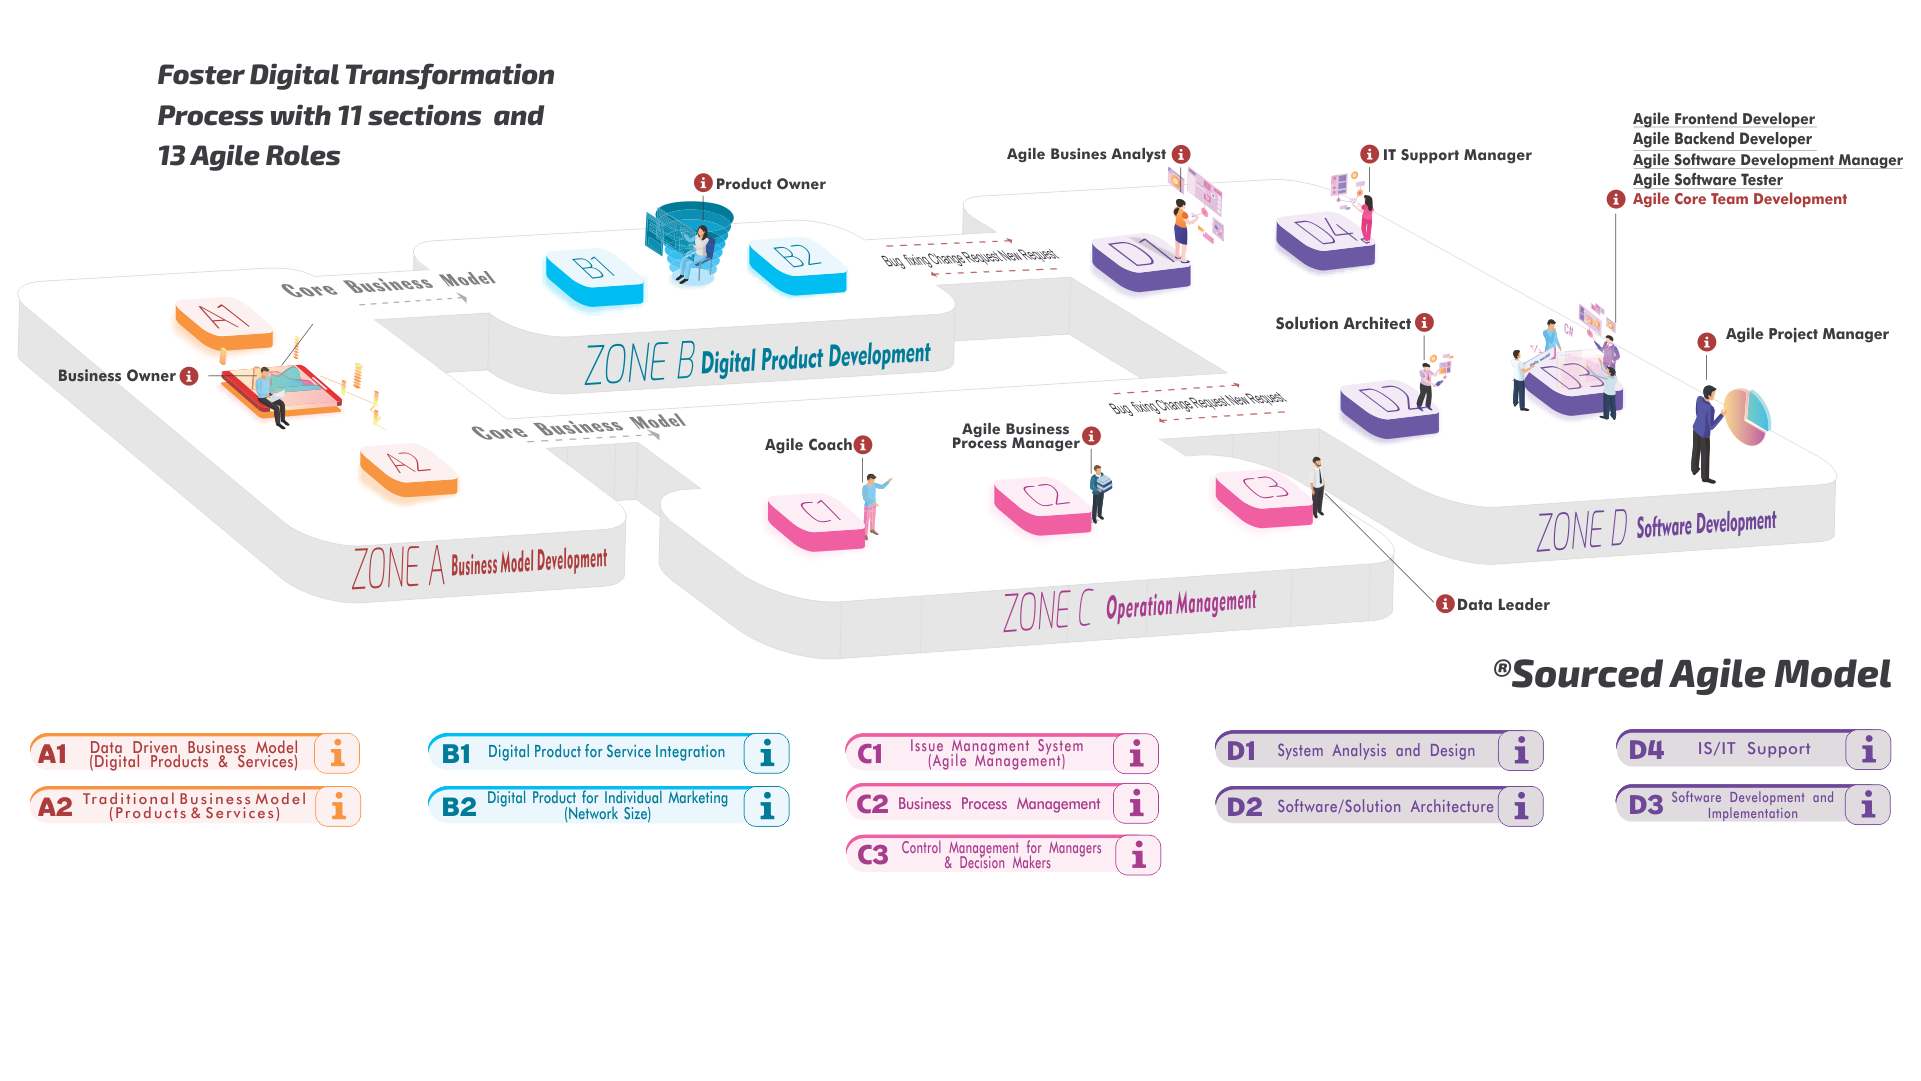 Foster Digital Transformation
Process with 11 sections and
13 Agile Roles
Agile Frontend Developer
Agile Backend Developer
Agile Software Development Manager
Agile Software Tester
Agile Core Team Development
Agile Busines Analyst
IT Support Manager
Product Owner
D1
D4
Bug fixing Change Request New Request
B1
B2
Core Business Model
A1
ZONE B Digital Product Development
Solution Architect
Agile Project Manager
C#
D3
D2
Business Owner
Bug fixing Change Request New Request
Core Business Model
Agile Coach
Agile Business
Process Manager
A2
C1
C2
C3
ZONE A Business Model Development
ZONE D Software Development
ZONE C Operation Management
Data Leader
®Sourced Agile Model
A1 Data Driven Business Model
(Digital Products & Services)
A2 Traditional Business Model
(Products & Services)
B1 Digital Product for Service Integration
B2 Digital Product for Individual Marketing
(Network Size)
C1 Issue Managment System
(Agile Management)
C2 Business Process Management
C3 Control Management for Managers
& Decision Makers
D1 System Analysis and Design
D2 Software/Solution Architecture
D4 IS/IT Support
D3 Software Development and
Implementation